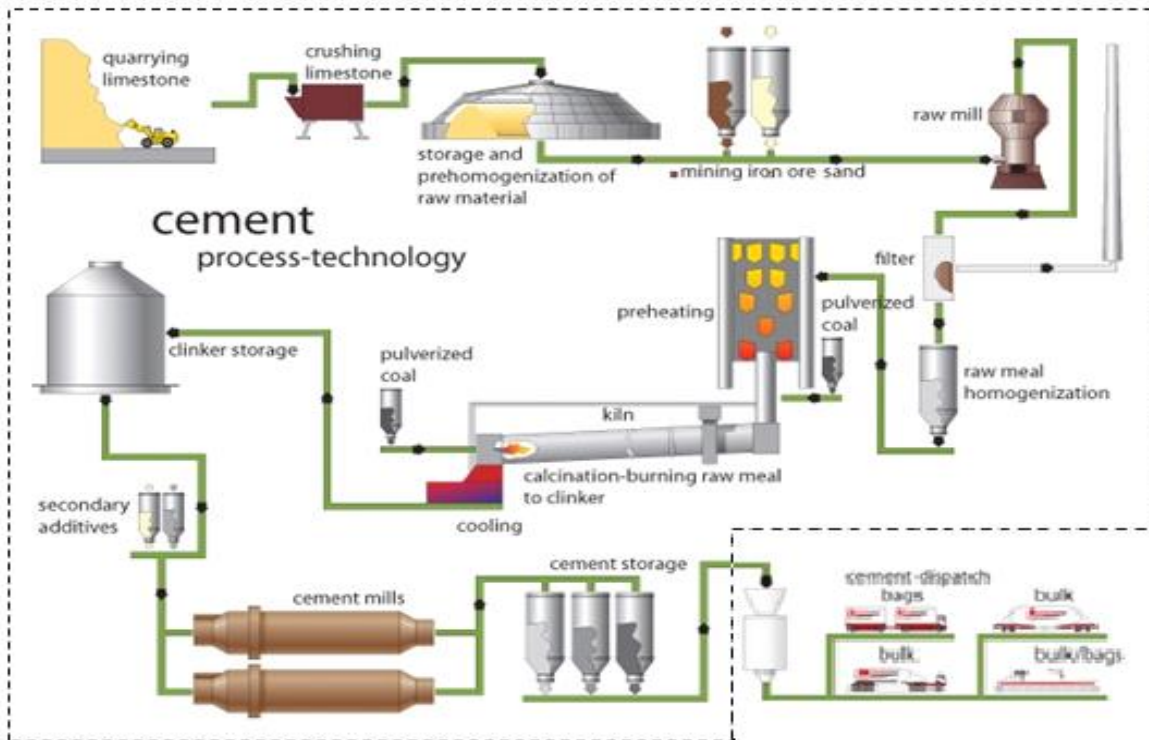 quarrying
limestone
crushing
limestone
storage and
prehomogenization of
raw material
mining iron ore sand
raw mill
cement
process-technology
filter
preheating
pulverized
coal
raw meal
homogenization
clinker storage
pulverized
coal
kiln
calcination-burning raw meal
to clinker
cooling
secondary
additives
cement mills
cement storage
cement dispatch
bags
bulk
bulk
bulk/bags